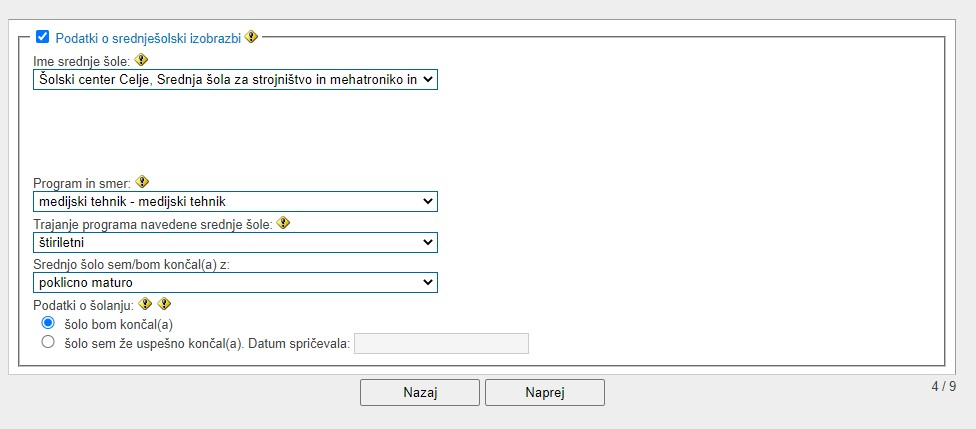 Podatki o srednješolski izobrazbi
Ime srednje šole:
Šolski center Celje, Srednja šola za strojništvo in mehatroniko in
Program in smer:
medijski tehnik - medijski tehnik
Trajanje programa navedene srednje šole:
štiriletni
Srednjo šolo sem/bom končal(a) z:
poklicno maturo
Podatki o šolanju:
šolo bom končal(a)
šolo sem že uspešno končal(a). Datum spričevala:
Nazaj Naprej 4 / 9